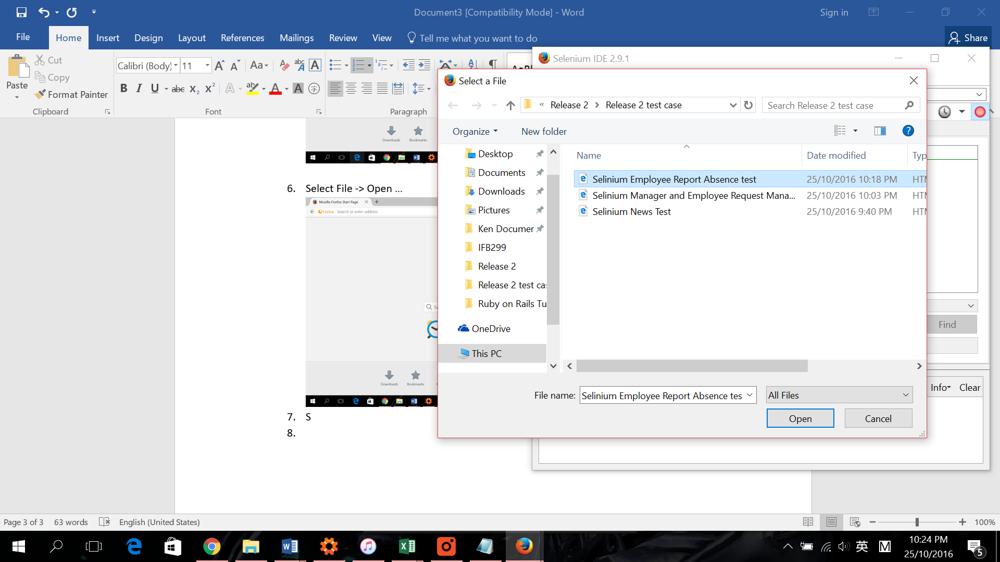 Document3 [Compatibility Mode] - Word
Sign in
File
Home
Insert
Design
Layout
References
Mailings
Review
View
Tell me what you want to do
Share
Paste
Cut
Copy
Format Painter
Clipboard
Calibri (Body)
11
Font
Paragraph
Selenium IDE 2.9.1
Select a File
Release 2
Release 2 test case
Search Release 2 test case
Organize
New folder
Name
Date modified
Typ
Desktop
Documents
Downloads
Pictures
Ken Documer
IFB299
Release 2
Release 2 test ca
Ruby on Rails Tu
OneDrive
This PC
Selinium Employee Report Absence test 25/10/2016 10:18 PM HTM
Selinium Manager and Employee Request Mana... 25/10/2016 10:03 PM HTM
Selinium News Test 25/10/2016 9:40 PM HTM
File name:
Selinium Employee Report Absence tes
All Files
Open
Cancel
Find
Info
Clear
Downloads
Bookmarks
6. Select File -> Open ...
Mozilla Firefox Start Page
Firefox
Search or enter address
Downloads
Bookmarks
7. S
8.
Page 3 of 3
63 words
English (United States)
100%
英
M
10:24 PM
25/10/2016
5